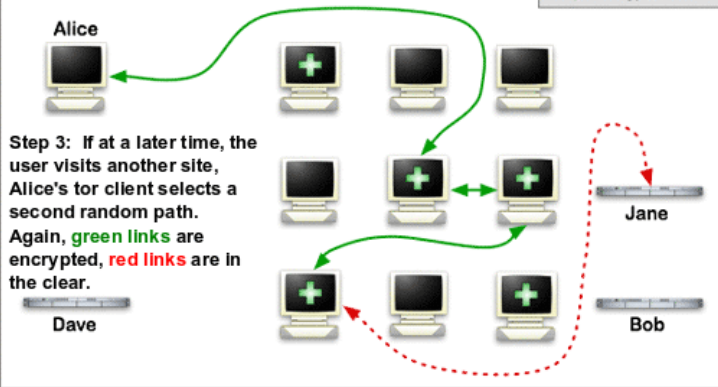 Alice
Step 3: If at a later time, the
user visits another site,
Alice's tor client selects a
second random path.
Again, green links are
encrypted, red links are in
the clear.
Jane
Dave
Bob